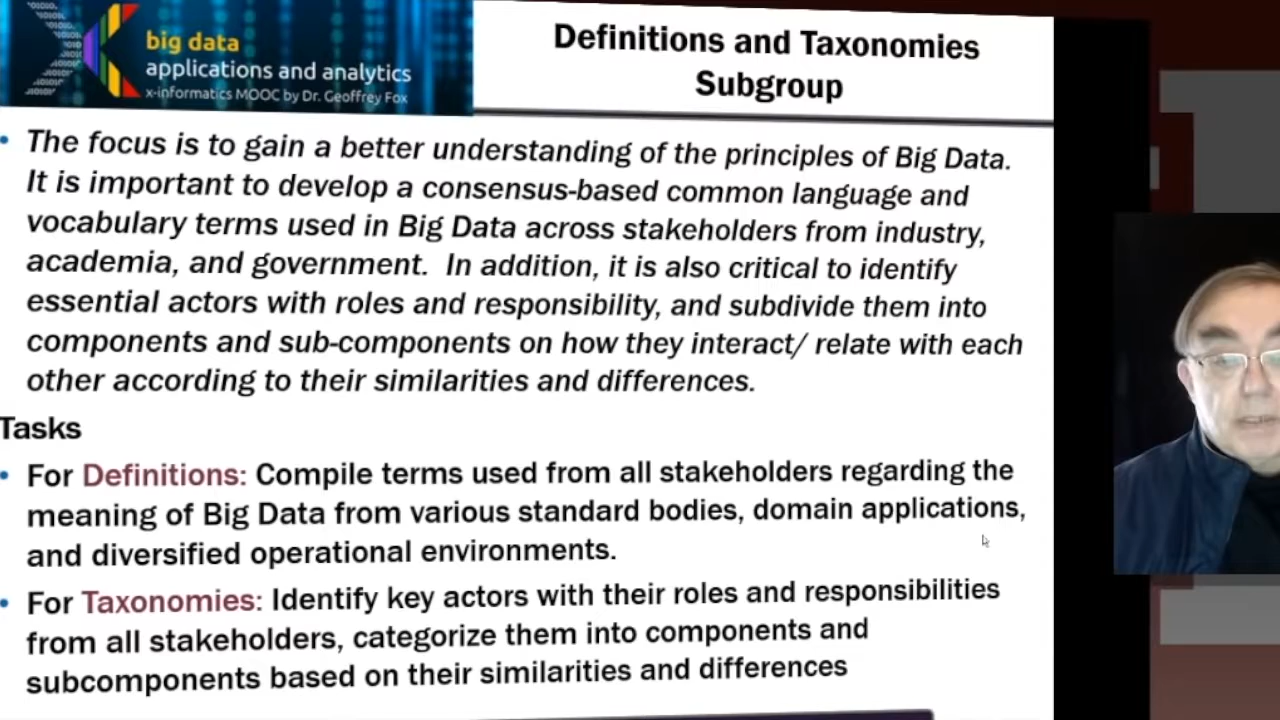 big data
applications and analytics
x-informatics MOOC by Dr. Geoffrey Fox
Definitions and Taxonomies
Subgroup
• The focus is to gain a better understanding of the principles of Big Data.
It is important to develop a consensus-based common language and
vocabulary terms used in Big Data across stakeholders from industry,
academia, and government. In addition, it is also critical to identify
essential actors with roles and responsibility, and subdivide them into
components and sub-components on how they interact/ relate with each
other according to their similarities and differences.
Tasks
• For Definitions: Compile terms used from all stakeholders regarding the
meaning of Big Data from various standard bodies, domain applications,
and diversified operational environments.
• For Taxonomies: Identify key actors with their roles and responsibilities
from all stakeholders, categorize them into components and
subcomponents based on their similarities and differences